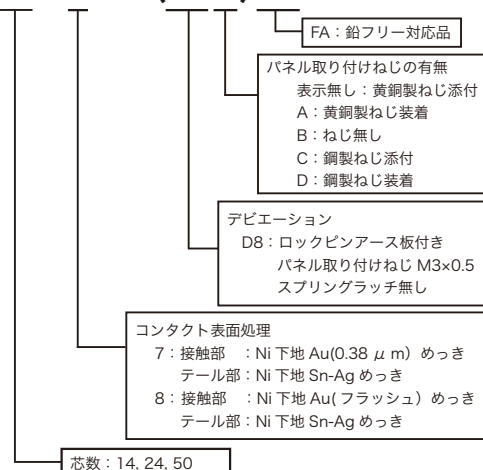 FA：鉛フリー対応品
パネル取り付けねじの有無
表示無し：黄銅製ねじ添付
A：黄銅製ねじ装着
B：ねじ無し
C：鋼製ねじ添付
D：鋼製ねじ装着
デビエーション
D8：ロックピンアース板付き
パネル取り付けねじ M3×0.5
スプリングラッチ無し
コンタクト表面処理
7：接触部　：Ni 下地 Au(0.38 μ m）めっき
テール部：Ni 下地 Sn-Ag めっき
8：接触部　：Ni 下地 Au( フラッシュ）めっき
テール部：Ni 下地 Sn-Ag めっき
芯数：14, 24, 50